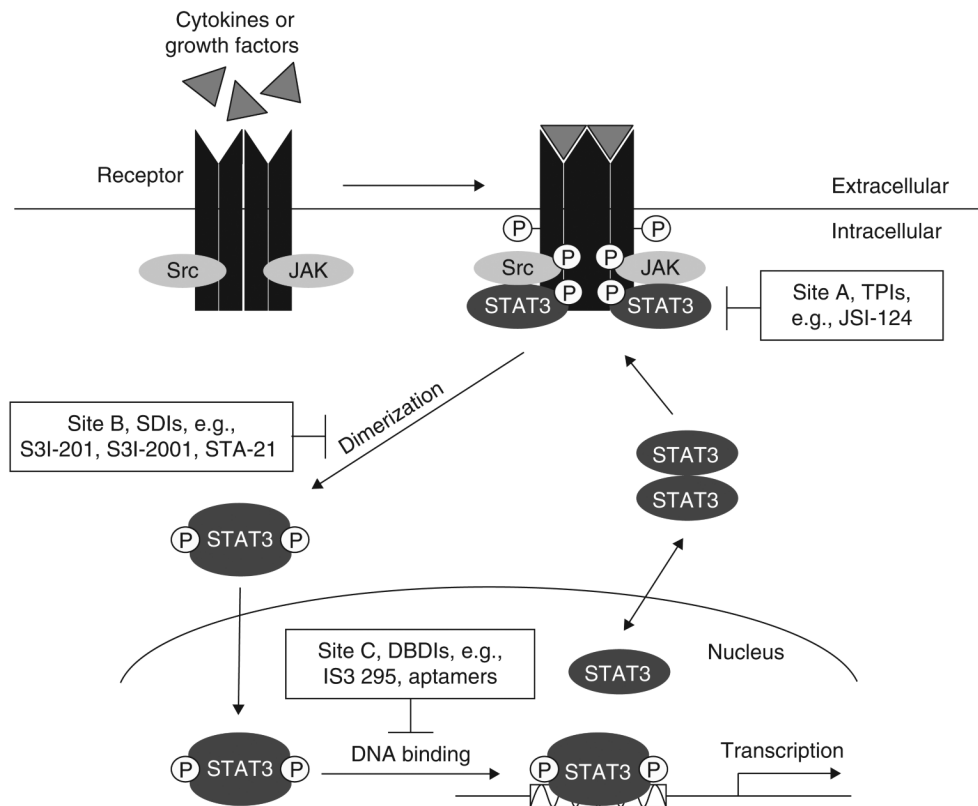 Cytokines or
growth factors
Receptor
Extracellular
Intracellular
P
P
Src
JAK
Src
P
P
JAK
STAT3
P
P
STAT3
Site A, TPIs,
e.g., JSI-124
Site B, SDIs, e.g.,
S3I-201, S3I-2001, STA-21
Dimerization
STAT3
STAT3
P
STAT3
P
Site C, DBDIs, e.g.,
IS3 295, aptamers
Nucleus
STAT3
P
STAT3
P
DNA binding
P
STAT3
P
Transcription